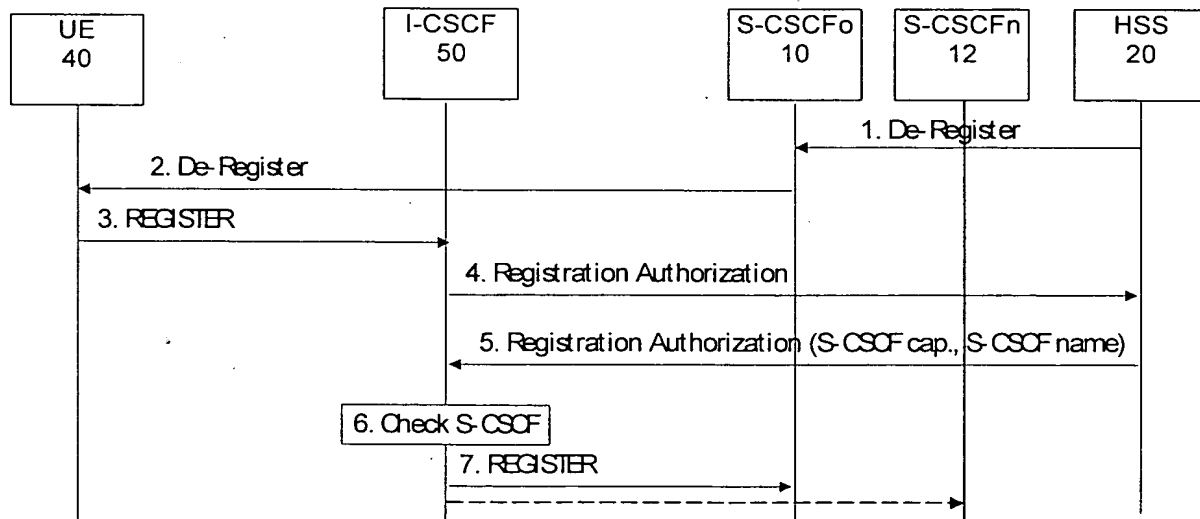 UE
40
I-CSCF
50
S-CSCFo
10
S-CSCFn
12
HSS
20
1. De-Register
2. De-Register
3. REGISTER
4. Registration Authorization
5. Registration Authorization (S-CSCF cap., S-CSCF name)
6. Check S-CSCF
7. REGISTER